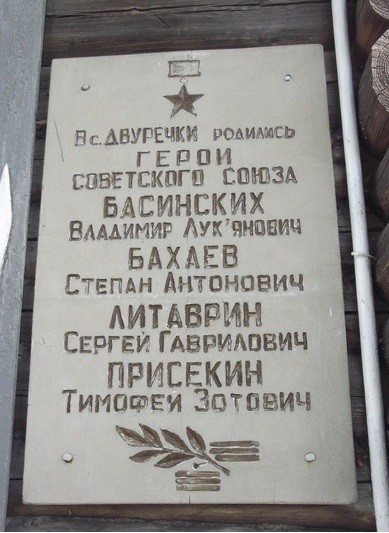 В с. ДВУРЕЧКИ РОДИЛИСЬ
ГЕРОИ
СОВЕТСКОГО СОЮЗА
БАСИНСКИХ
ВЛАДИМИР ЛУК'ЯНОВИЧ
БАХАЕВ
СТЕПАН АНТОНОВИЧ
ЛИТАВРИН
СЕРГЕЙ ГАВРИЛОВИЧ
ПРИСЕКИН
ТИМОФЕЙ ЗОТОВИЧ